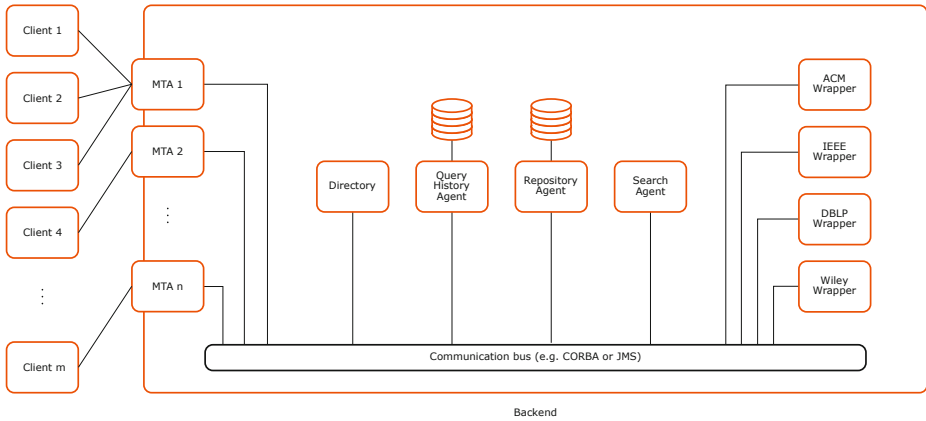 Client 1
Client 2
Client 3
Client 4
. . .
Client m
MTA 1
MTA 2
. . .
MTA n
Directory
Query
History
Agent
Repository
Agent
Search
Agent
ACM
Wrapper
IEEE
Wrapper
DBLP
Wrapper
Wiley
Wrapper
Communication bus (e.g. CORBA or JMS)
Backend